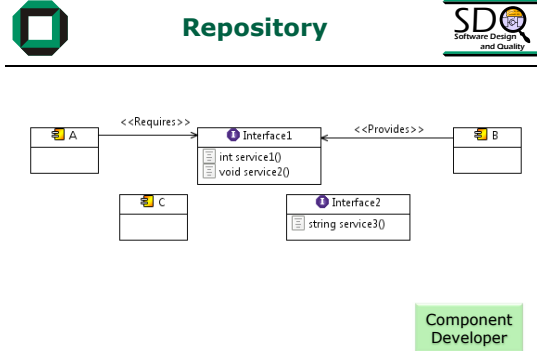 Repository
SDQ
Software Design
and Quality
<<Requires>>
<<Provides>>
A
Interface1
B
int service1()
void service2()
C
Interface2
string service3()
Component
Developer